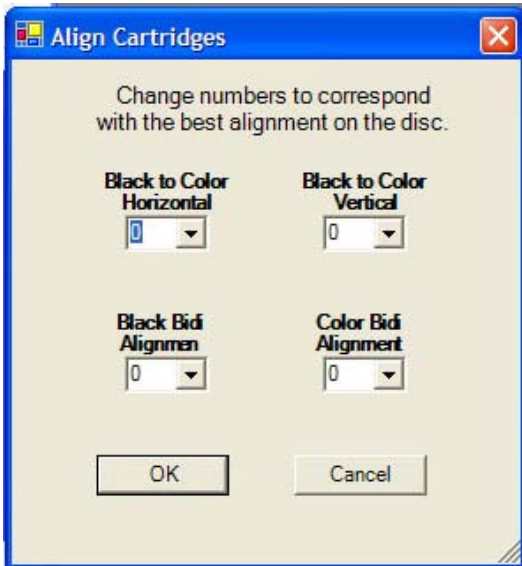 Align Cartridges
Change numbers to correspond
with the best alignment on the disc.
Black to Color
Horizontal
0
Black to Color
Vertical
0
Black Bidi
Alignmen
0
Color Bidi
Alignment
0
OK
Cancel